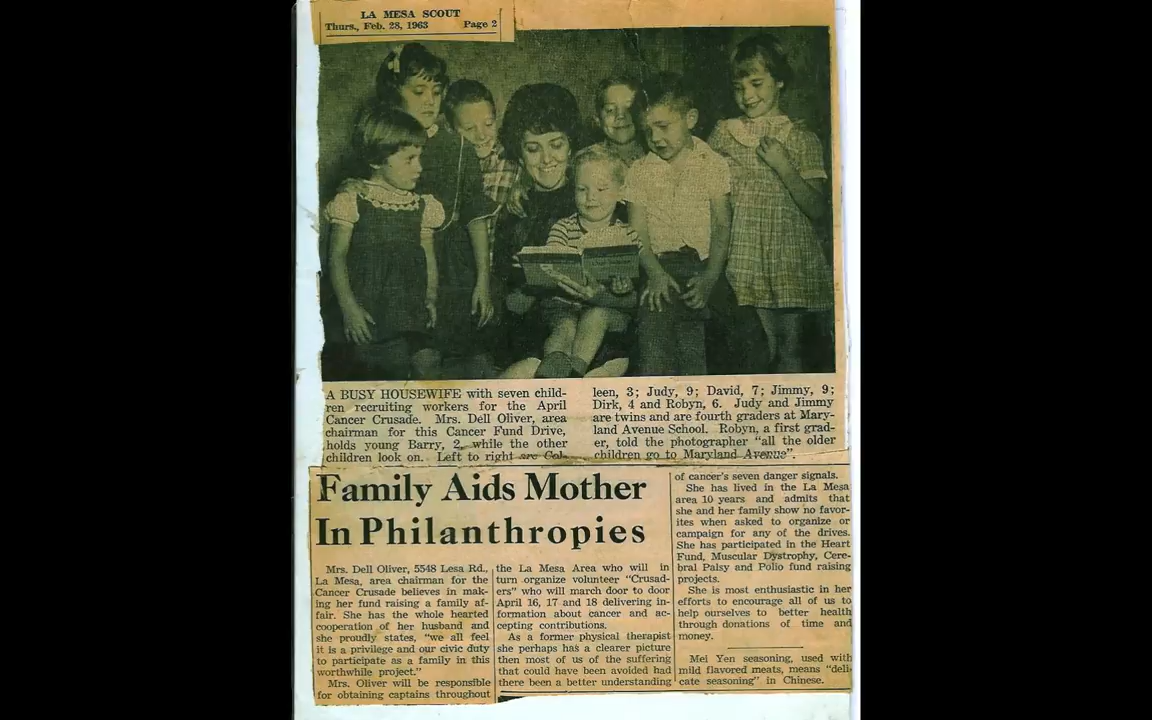 LA MESA SCOUT
Thurs., Feb. 28, 1963 Page 2
A BUSY HOUSEWIFE with seven child-
ren recruiting workers for the April
Cancer Crusade. Mrs. Dell Oliver, area
chairman for this Cancer Fund Drive,
holds young Barry, 2, while the other
children look on. Left to right are Col-
leen, 3; Judy, 9; David, 7; Jimmy, 9;
Dirk, 4 and Robyn, 6. Judy and Jimmy
are twins and are fourth graders at Mary-
land Avenue School. Robyn, a first grad-
er, told the photographer "all the older
children go to Maryland Avenue".
Family Aids Mother
In Philanthropies
Mrs. Dell Oliver, 5548 Lesa Rd.,
La Mesa, area chairman for the
Cancer Crusade believes in mak-
ing her fund raising a family af-
fair. She has the whole hearted
cooperation of her husband and
she proudly states, "we all feel
it is a privilege and our civic duty
to participate as a family in this
worthwhile project."
Mrs. Oliver will be responsible
for obtaining captains throughout
the La Mesa Area who will in
turn organize volunteer "Crusad-
ers" who will march door to door
April 16, 17 and 18 delivering in-
formation about cancer and ac-
cepting contributions.
As a former physical therapist
she perhaps has a clearer picture
then most of us of the suffering
that could have been avoided had
there been a better understanding
of cancer's seven danger signals.
She has lived in the La Mesa
area 10 years and admits that
she and her family show no favor-
ites when asked to organize or
campaign for any of the drives.
She has participated in the Heart
Fund, Muscular Dystrophy, Cere-
bral Palsy and Polio fund raising
projects.
She is most enthusiastic in her
efforts to encourage all of us to
help ourselves to better health
through donations of time and
money.
Mei Yen seasoning, used with
mild flavored meats, means "deli-
cate seasoning" in Chinese.